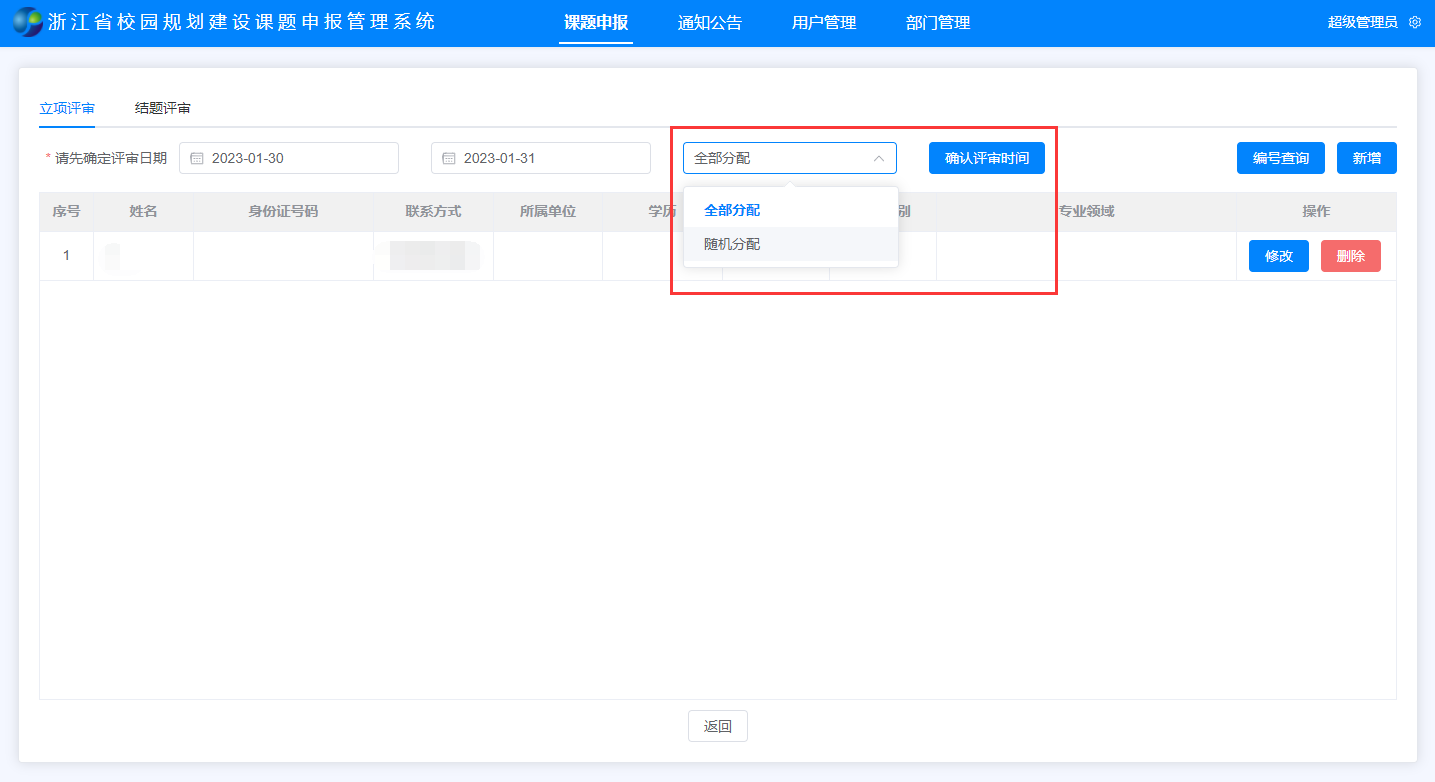 浙江省校园规划建设课题申报管理系统 课题申报 通知公告 用户管理 部门管理 超级管理员
立项评审 结题评审
* 请先确定评审日期 2023-01-30 2023-01-31 全部分配 确认评审时间 编号查询 新增
序号 姓名 身份证号码 联系方式 所属单位 学历 别 专业领域 操作
全部分配
随机分配
1 修改 删除
返回